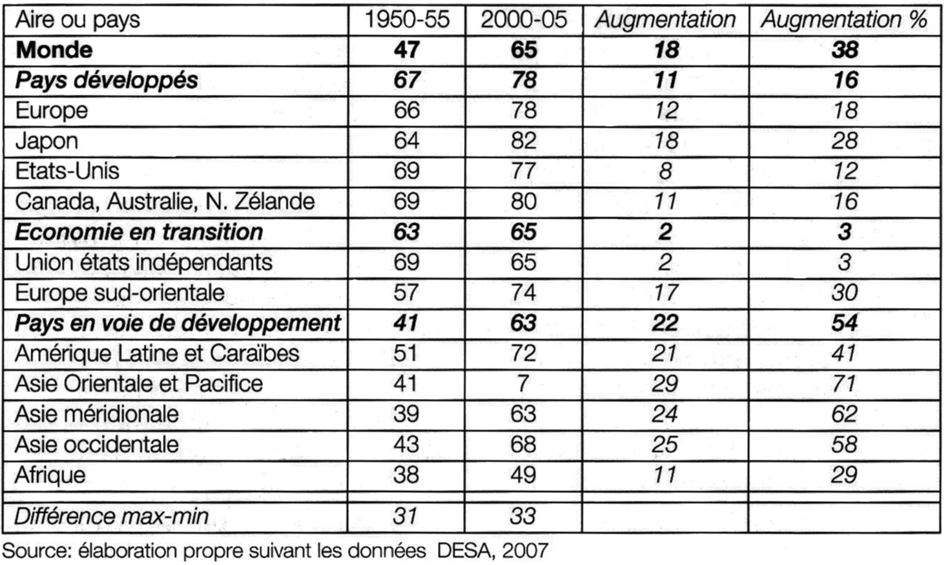 Aire ou pays 1950-55 2000-05 Augmentation Augmentation %
Monde 47 65 18 38
Pays développés 67 78 11 16
Europe 66 78 12 18
Japon 64 82 18 28
Etats-Unis 69 77 8 12
Canada, Australie, N. Zélande 69 80 11 16
Economie en transition 63 65 2 3
Union états indépendants 69 65 2 3
Europe sud-orientale 57 74 17 30
Pays en voie de développement 41 63 22 54
Amérique Latine et Caraïbes 51 72 21 41
Asie Orientale et Pacifice 41 7 29 71
Asie méridionale 39 63 24 62
Asie occidentale 43 68 25 58
Afrique 38 49 11 29
Différence max-min 31 33
Source: élaboration propre suivant les données DESA, 2007